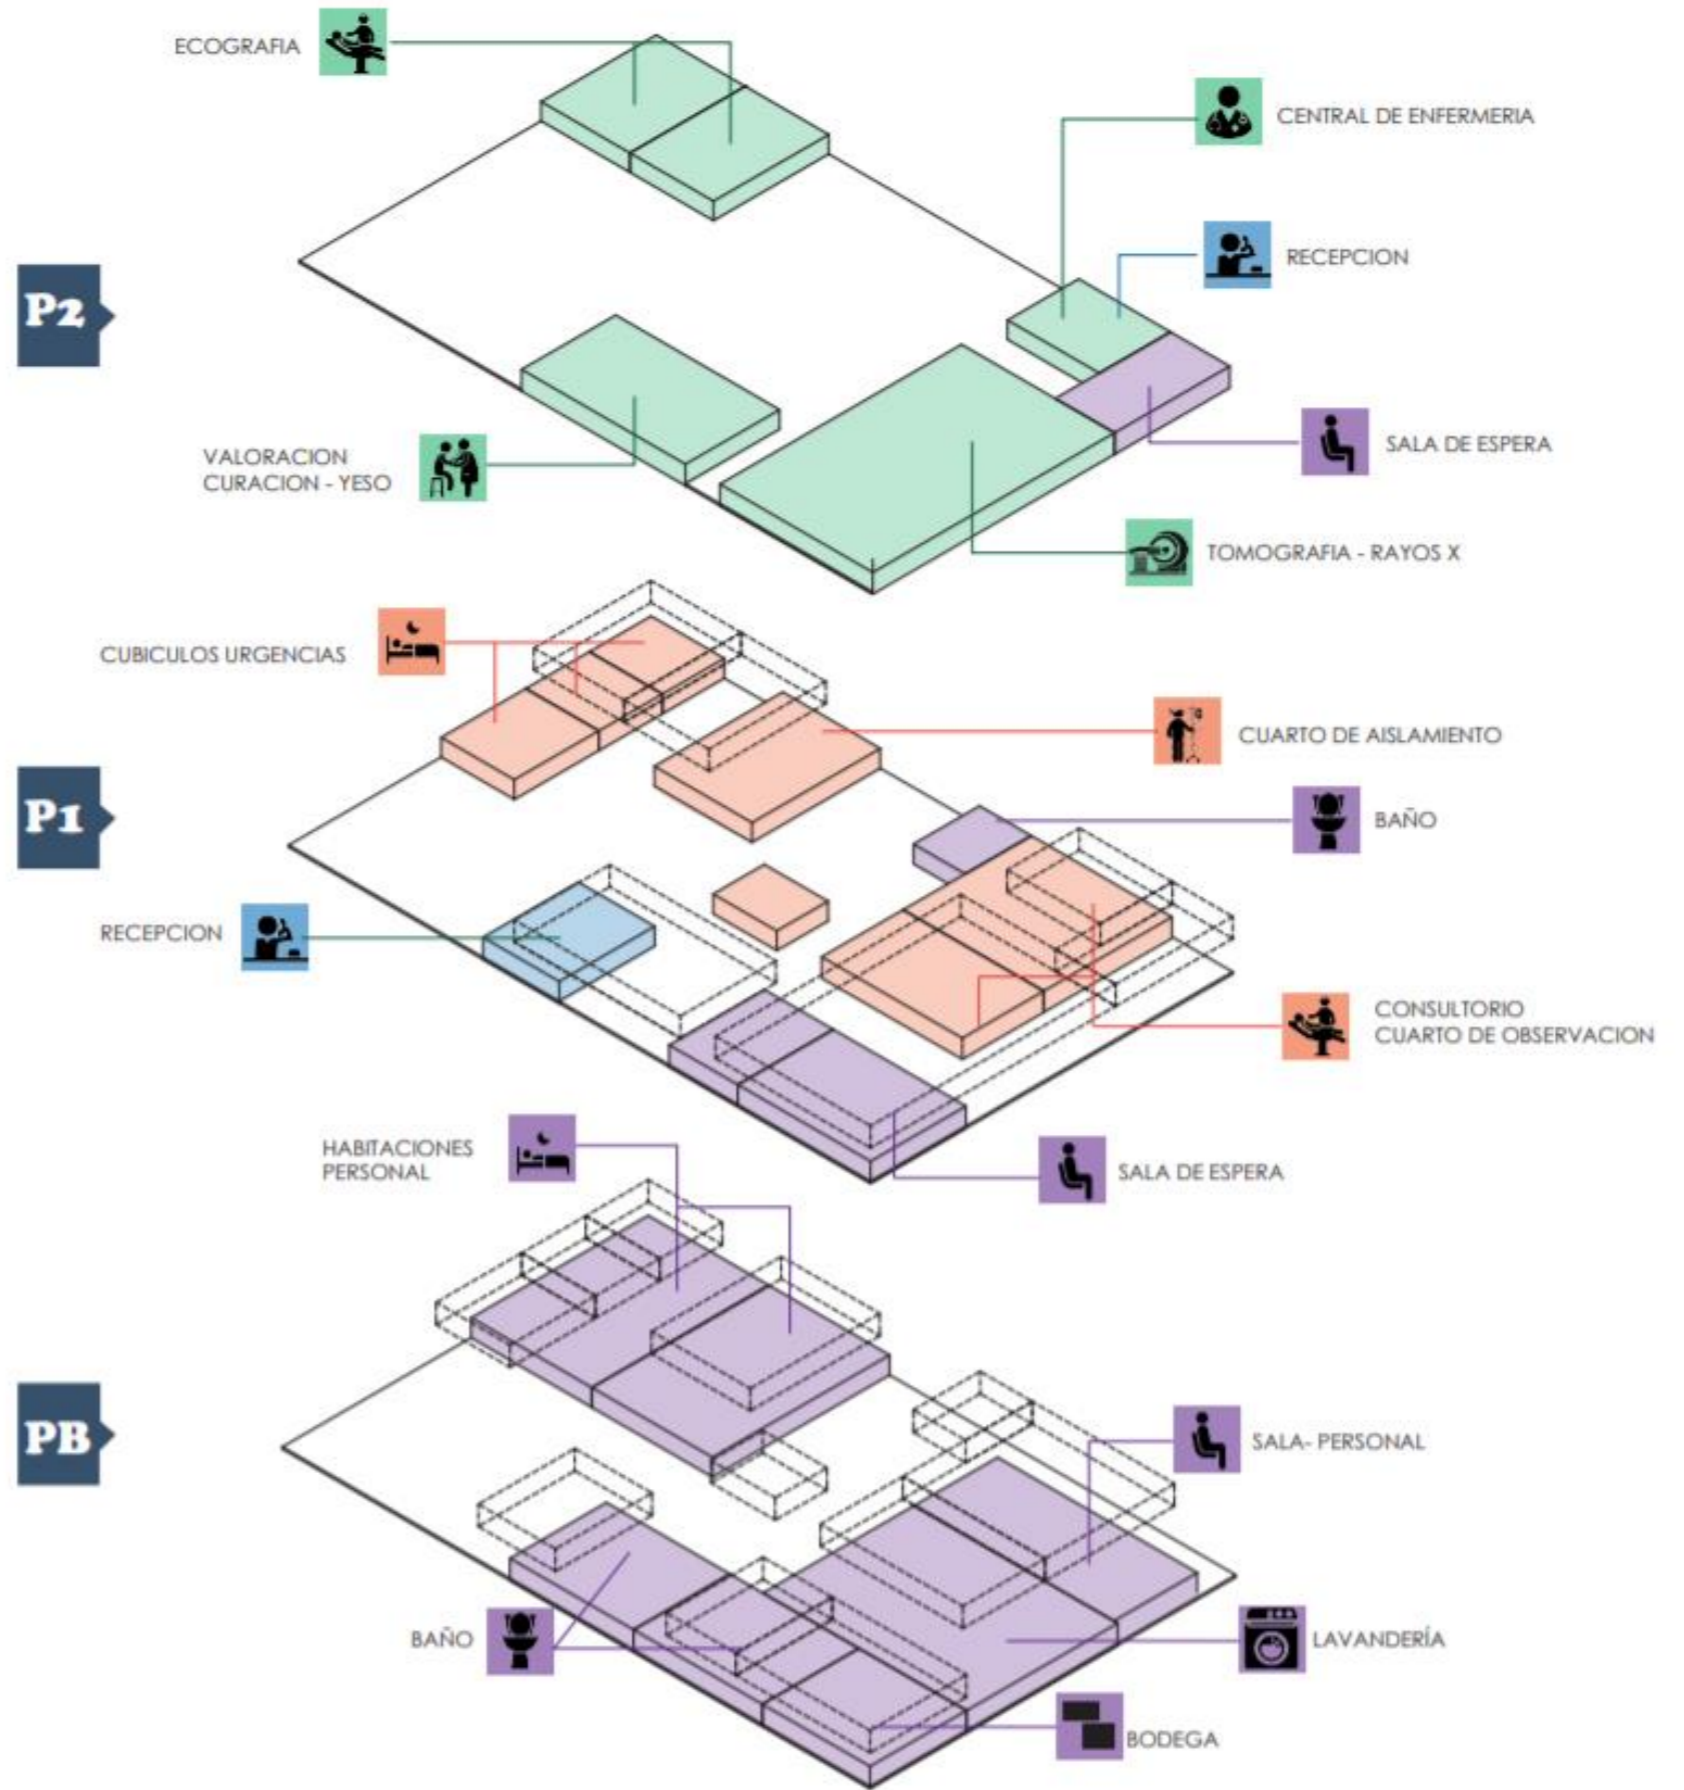 ECOGRAFIA
CENTRAL DE ENFERMERIA
RECEPCION
P2
SALA DE ESPERA
VALORACION
CURACION - YESO
TOMOGRAFIA - RAYOS X
CUBICULOS URGENCIAS
CUARTO DE AISLAMIENTO
P1
BAÑO
RECEPCION
CONSULTORIO
CUARTO DE OBSERVACION
HABITACIONES
PERSONAL
SALA DE ESPERA
PB
SALA- PERSONAL
BAÑO
LAVANDERÍA
BODEGA